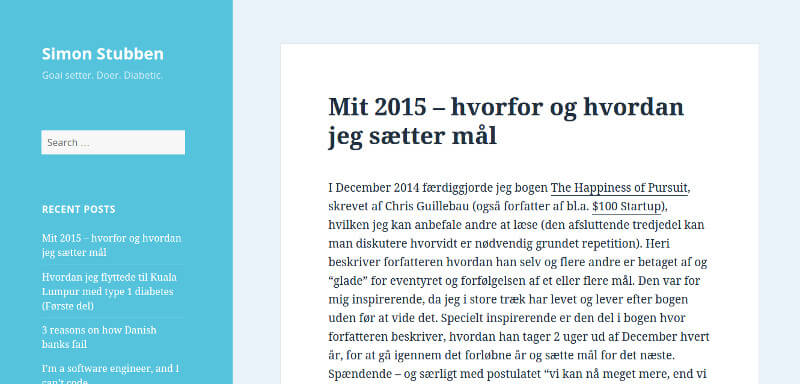 Simon Stubben
Goal setter. Doer. Diabetic.
Search …
RECENT POSTS
Mit 2015 – hvorfor og hvordan
jeg sætter mål
Hvordan jeg flyttede til Kuala
Lumpur med type 1 diabetes
(Første del)
3 reasons on how Danish
banks fail
I'm a software engineer, and I
can't code
Mit 2015 – hvorfor og hvordan
jeg sætter mål
I December 2014 færdiggjorde jeg bogen The Happiness of Pursuit,
skrevet af Chris Guillebau (også forfatter af bl.a. $100 Startup),
hvilken jeg kan anbefale andre at læse (den afsluttende tredjedel kan
man diskutere hvorvidt er nødvendig grundet repetition). Heri
beskriver forfatteren hvordan han selv og flere andre er betaget af og
“glade” for eventyret og forfølgelsen af et eller flere mål. Den var for
mig inspirerende, da jeg i store træk har levet og lever efter bogen
uden før at vide det. Specielt inspirerende er den del i bogen hvor
forfatteren beskriver, hvordan han tager 2 uger ud af December hvert
år, for at gå igennem det forløbne år og sætte mål for det næste.
Spændende – og særligt med postulatet “vi kan nå meget mere, end vi